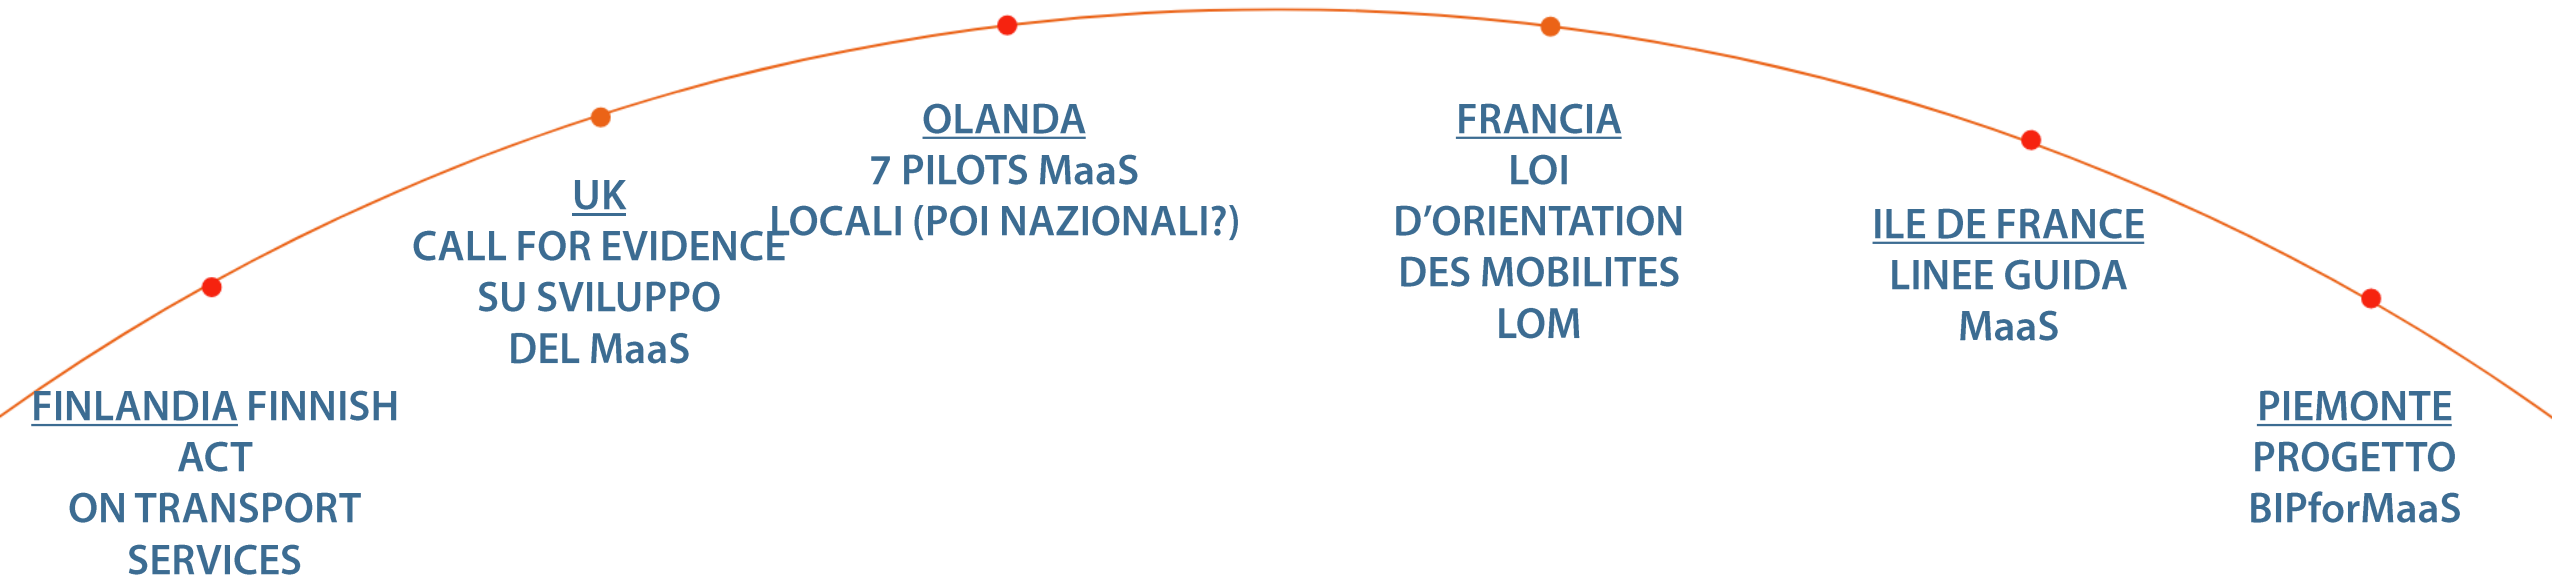 FINLANDIA FINNISH
ACT
ON TRANSPORT
SERVICES
UK
CALL FOR EVIDENCE
SU SVILUPPO
DEL MaaS
OLANDA
7 PILOTS MaaS
LOCALI (POI NAZIONALI?)
FRANCIA
LOI
D’ORIENTATION
DES MOBILITES
LOM
ILE DE FRANCE
LINEE GUIDA
MaaS
PIEMONTE
PROGETTO
BIPforMaaS